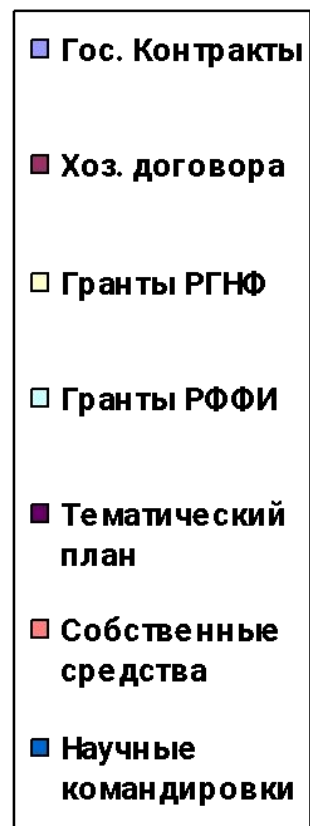 Гос. Контракты
Хоз. договора
Гранты РГНФ
Гранты РФФИ
Тематический
план
Собственные
средства
Научные
командировки